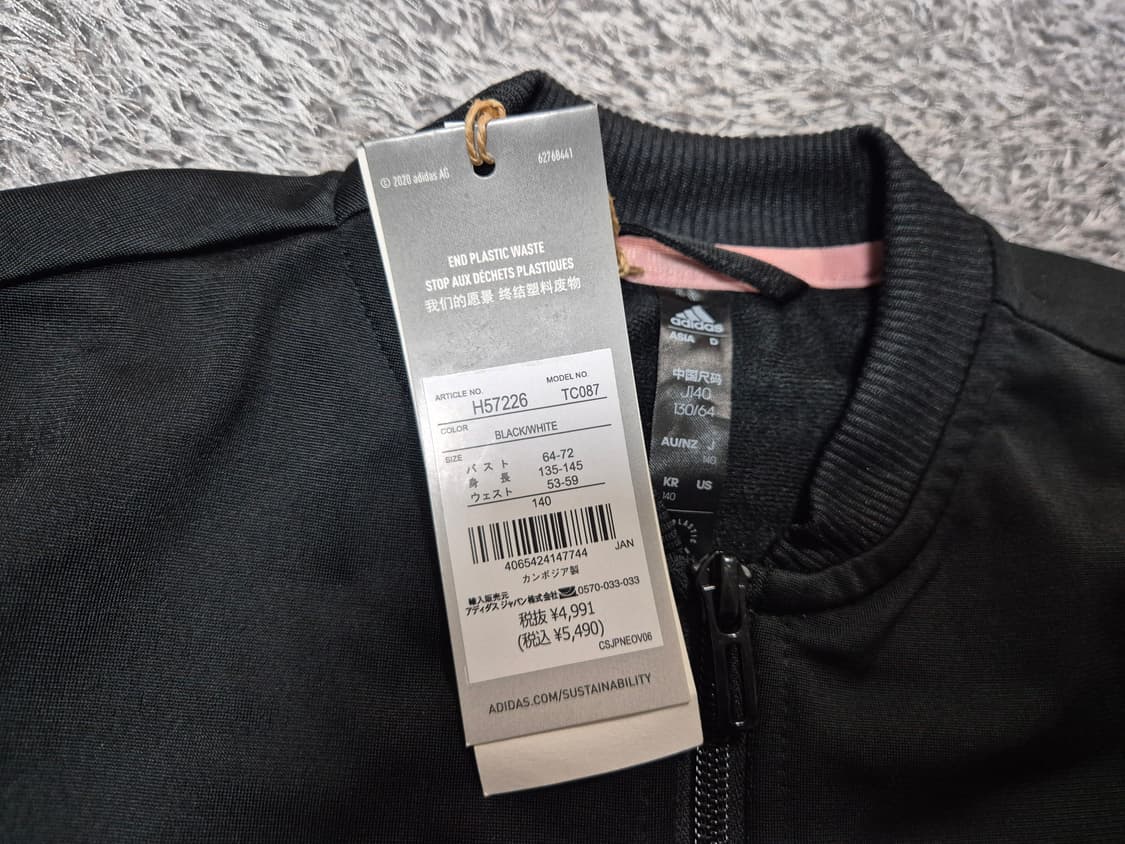 © 2020 adidas AG 62768441
END PLASTIC WASTE
STOP AUX DÉCHETS PLASTIQUES
我们的愿景 终结塑料废物
ARTICLE NO. MODEL NO.
H57226 TC087
COLOR
BLACK/WHITE
SIZE
バスト 64-72
身長 135-145
ウェスト 53-59
140
4065424147744 JAN
カンボジア製
輸入販売元
アディダス ジャパン株式会社 0570-033-033
税抜 ¥4,991
(税込 ¥5,490)
CSJPNEOV06
ADIDAS.COM/SUSTAINABILITY
adidas
ASIA D
中国尺码
J140
130/64
AU/NZ J
140
KR US
140
PLASTIC